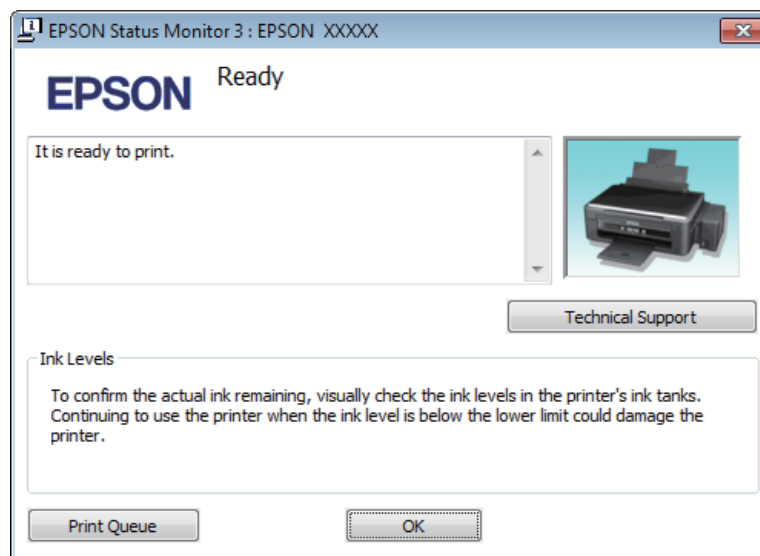 EPSON Status Monitor 3 : EPSON XXXXX
EPSON
Ready
It is ready to print.
Technical Support
Ink Levels
To confirm the actual ink remaining, visually check the ink levels in the printer's ink tanks.
Continuing to use the printer when the ink level is below the lower limit could damage the
printer.
Print Queue
OK